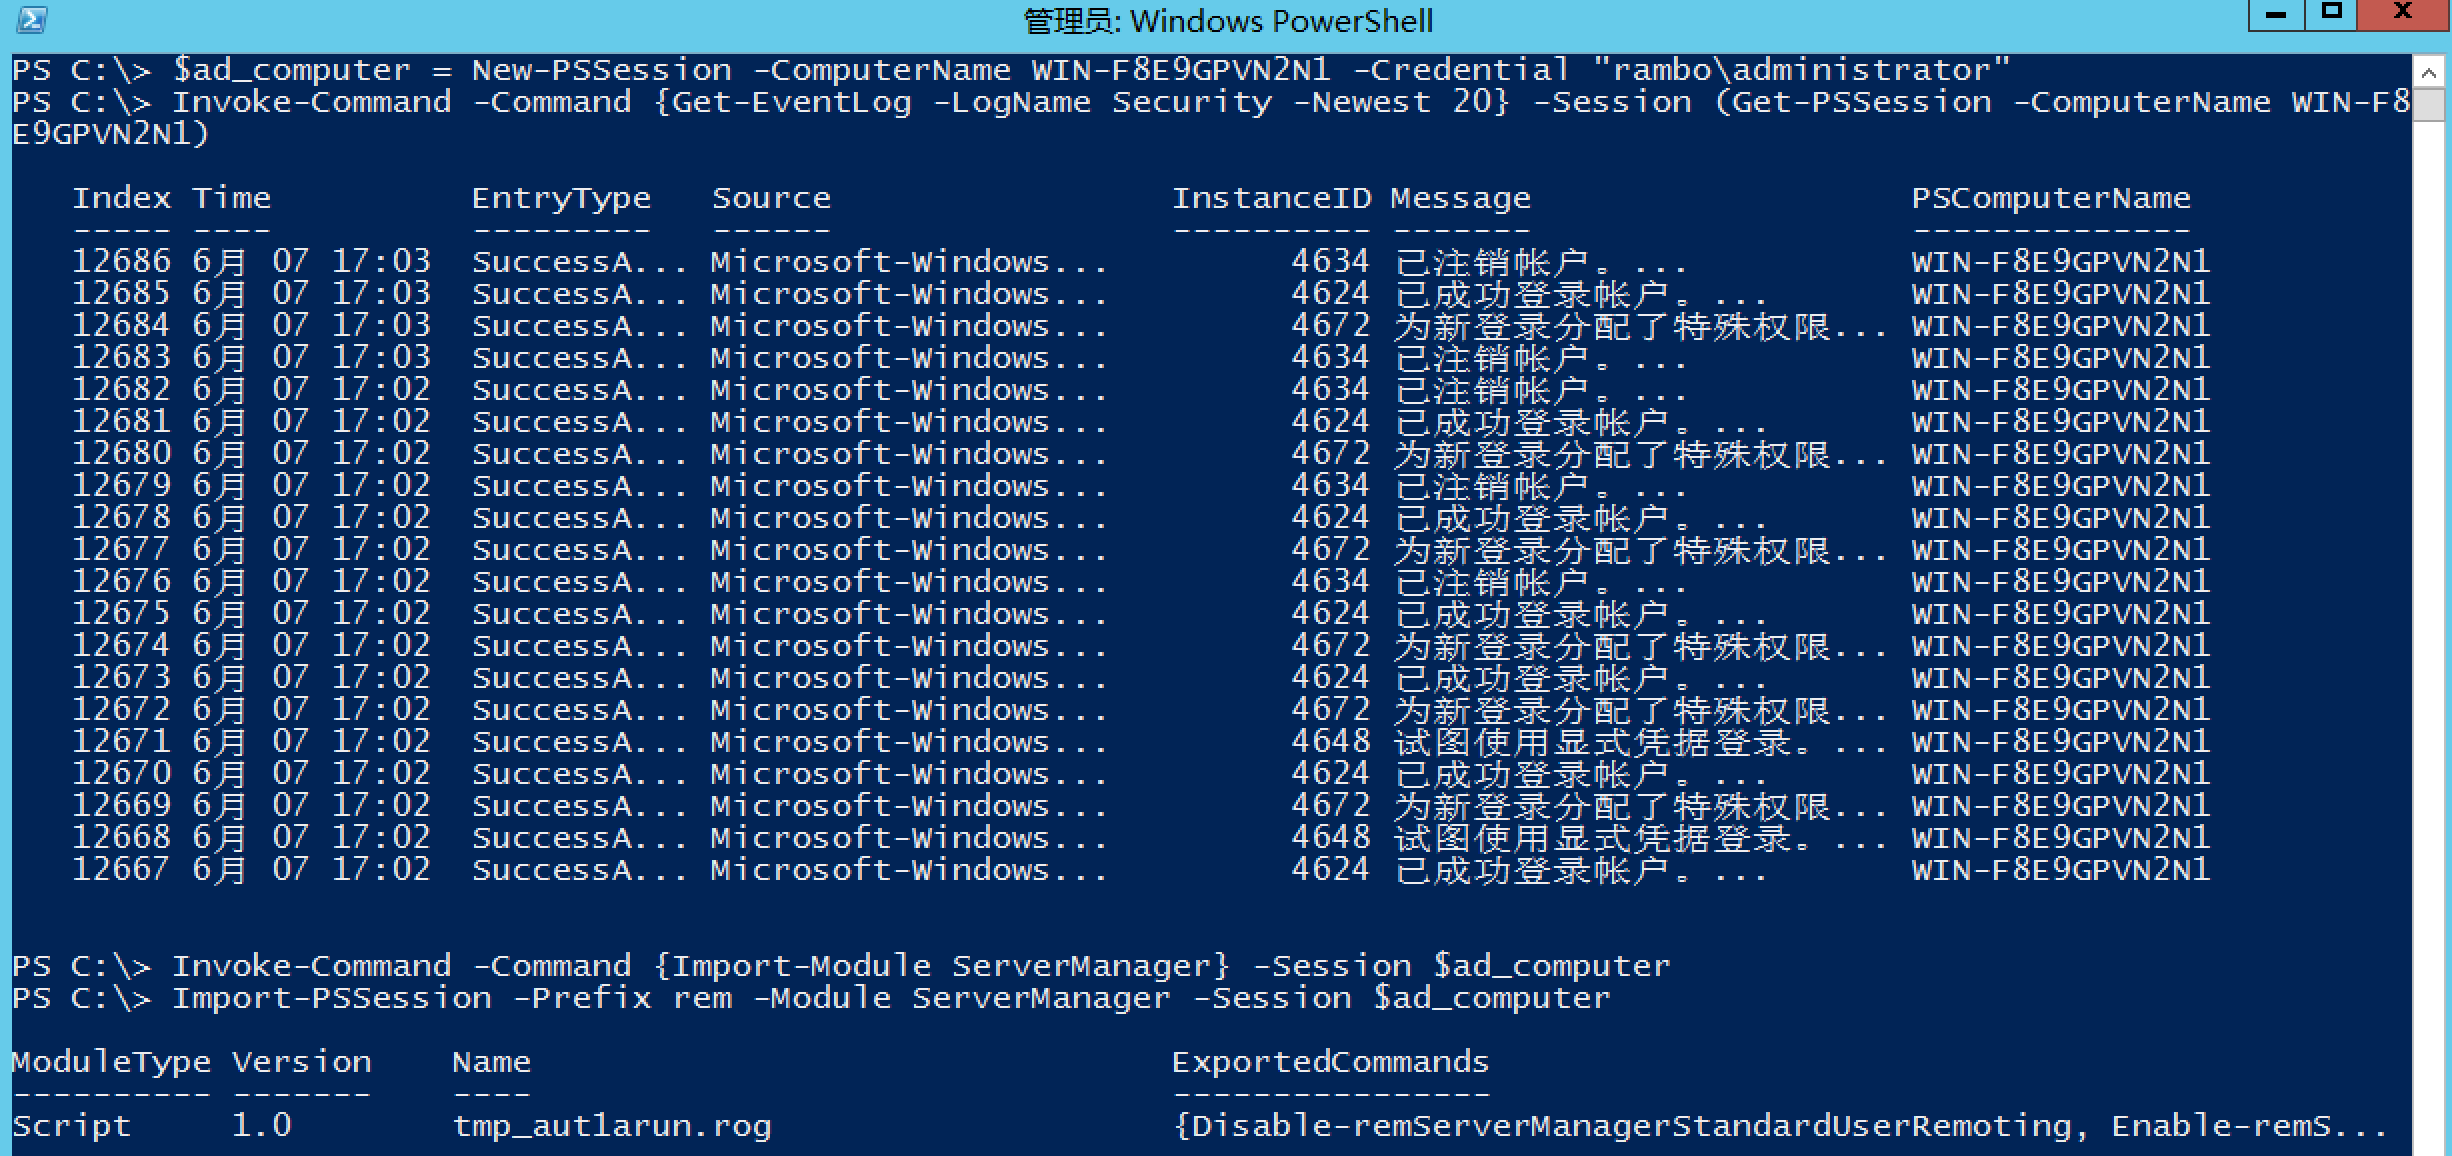 管理员: Windows PowerShell
PS C:\> $ad_computer = New-PSSession -ComputerName WIN-F8E9GPVN2N1 -Credential "rambo\administrator"
PS C:\> Invoke-Command -Command {Get-EventLog -LogName Security -Newest 20} -Session (Get-PSSession -ComputerName WIN-F8
E9GPVN2N1)
Index Time EntryType Source InstanceID Message PSComputerName
----- ---- --------- ------ ---------- ------- --------------
12686 6月 07 17:03 SuccessA... Microsoft-Windows... 4634 已注销帐户。... WIN-F8E9GPVN2N1
12685 6月 07 17:03 SuccessA... Microsoft-Windows... 4624 已成功登录帐户。... WIN-F8E9GPVN2N1
12684 6月 07 17:03 SuccessA... Microsoft-Windows... 4672 为新登录分配了特殊权限... WIN-F8E9GPVN2N1
12683 6月 07 17:03 SuccessA... Microsoft-Windows... 4634 已注销帐户。... WIN-F8E9GPVN2N1
12682 6月 07 17:02 SuccessA... Microsoft-Windows... 4634 已注销帐户。... WIN-F8E9GPVN2N1
12681 6月 07 17:02 SuccessA... Microsoft-Windows... 4624 已成功登录帐户。... WIN-F8E9GPVN2N1
12680 6月 07 17:02 SuccessA... Microsoft-Windows... 4672 为新登录分配了特殊权限... WIN-F8E9GPVN2N1
12679 6月 07 17:02 SuccessA... Microsoft-Windows... 4634 已注销帐户。... WIN-F8E9GPVN2N1
12678 6月 07 17:02 SuccessA... Microsoft-Windows... 4624 已成功登录帐户。... WIN-F8E9GPVN2N1
12677 6月 07 17:02 SuccessA... Microsoft-Windows... 4672 为新登录分配了特殊权限... WIN-F8E9GPVN2N1
12676 6月 07 17:02 SuccessA... Microsoft-Windows... 4634 已注销帐户。... WIN-F8E9GPVN2N1
12675 6月 07 17:02 SuccessA... Microsoft-Windows... 4624 已成功登录帐户。... WIN-F8E9GPVN2N1
12674 6月 07 17:02 SuccessA... Microsoft-Windows... 4672 为新登录分配了特殊权限... WIN-F8E9GPVN2N1
12673 6月 07 17:02 SuccessA... Microsoft-Windows... 4624 已成功登录帐户。... WIN-F8E9GPVN2N1
12672 6月 07 17:02 SuccessA... Microsoft-Windows... 4672 为新登录分配了特殊权限... WIN-F8E9GPVN2N1
12671 6月 07 17:02 SuccessA... Microsoft-Windows... 4648 试图使用显式凭据登录。... WIN-F8E9GPVN2N1
12670 6月 07 17:02 SuccessA... Microsoft-Windows... 4624 已成功登录帐户。... WIN-F8E9GPVN2N1
12669 6月 07 17:02 SuccessA... Microsoft-Windows... 4672 为新登录分配了特殊权限... WIN-F8E9GPVN2N1
12668 6月 07 17:02 SuccessA... Microsoft-Windows... 4648 试图使用显式凭据登录。... WIN-F8E9GPVN2N1
12667 6月 07 17:02 SuccessA... Microsoft-Windows... 4624 已成功登录帐户。... WIN-F8E9GPVN2N1
PS C:\> Invoke-Command -Command {Import-Module ServerManager} -Session $ad_computer
PS C:\> Import-PSSession -Prefix rem -Module ServerManager -Session $ad_computer
ModuleType Version Name ExportedCommands
---------- ------- ---- ----------------
Script 1.0 tmp_aut1arun.rog {Disable-remServerManagerStandardUserRemoting, Enable-remS...